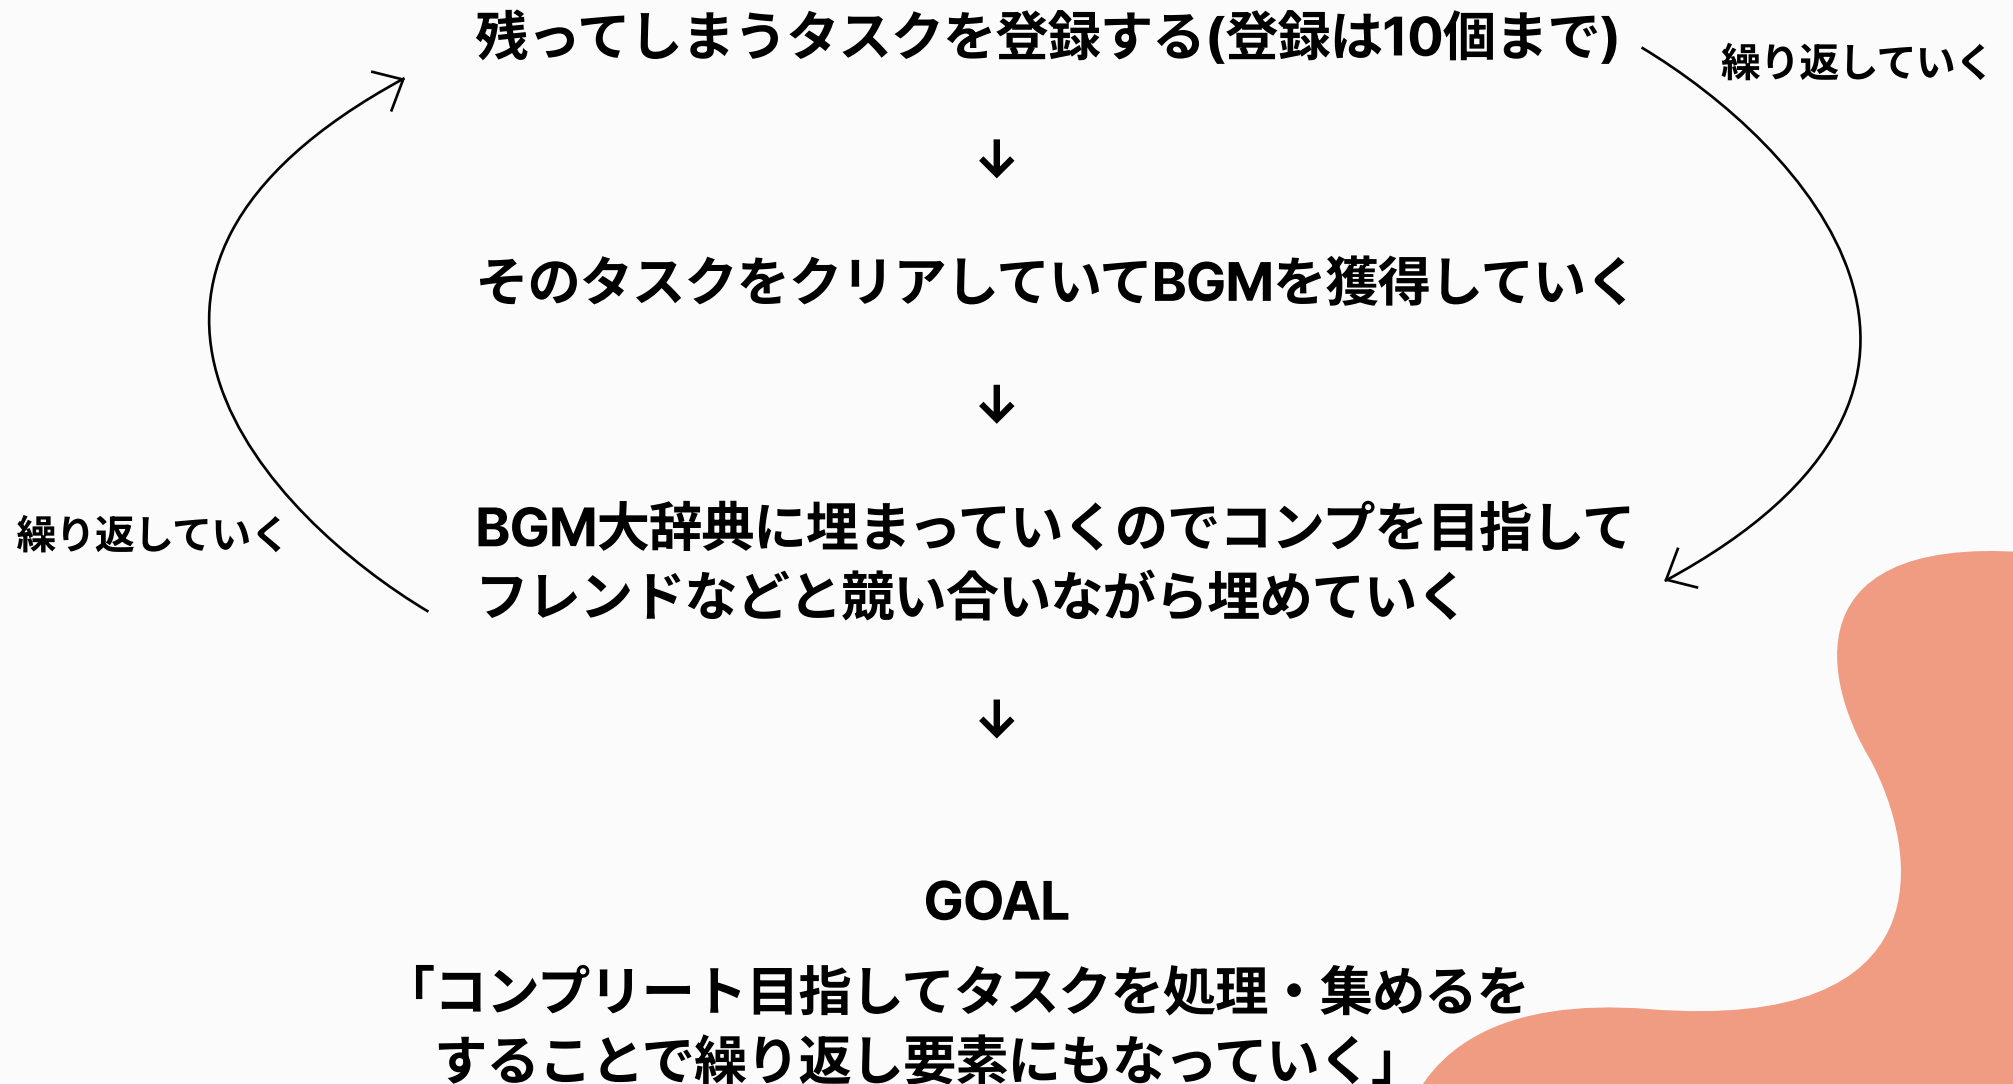 残ってしまうタスクを登録する(登録は10個まで)
繰り返していく
↓
そのタスクをクリアしていてBGMを獲得していく
↓
BGM大辞典に埋まっていくのでコンプを目指して
フレンドなどと競い合いながら埋めていく
繰り返していく
↓
GOAL
「コンプリート目指してタスクを処理・集めるを
することで繰り返し要素にもなっていく」